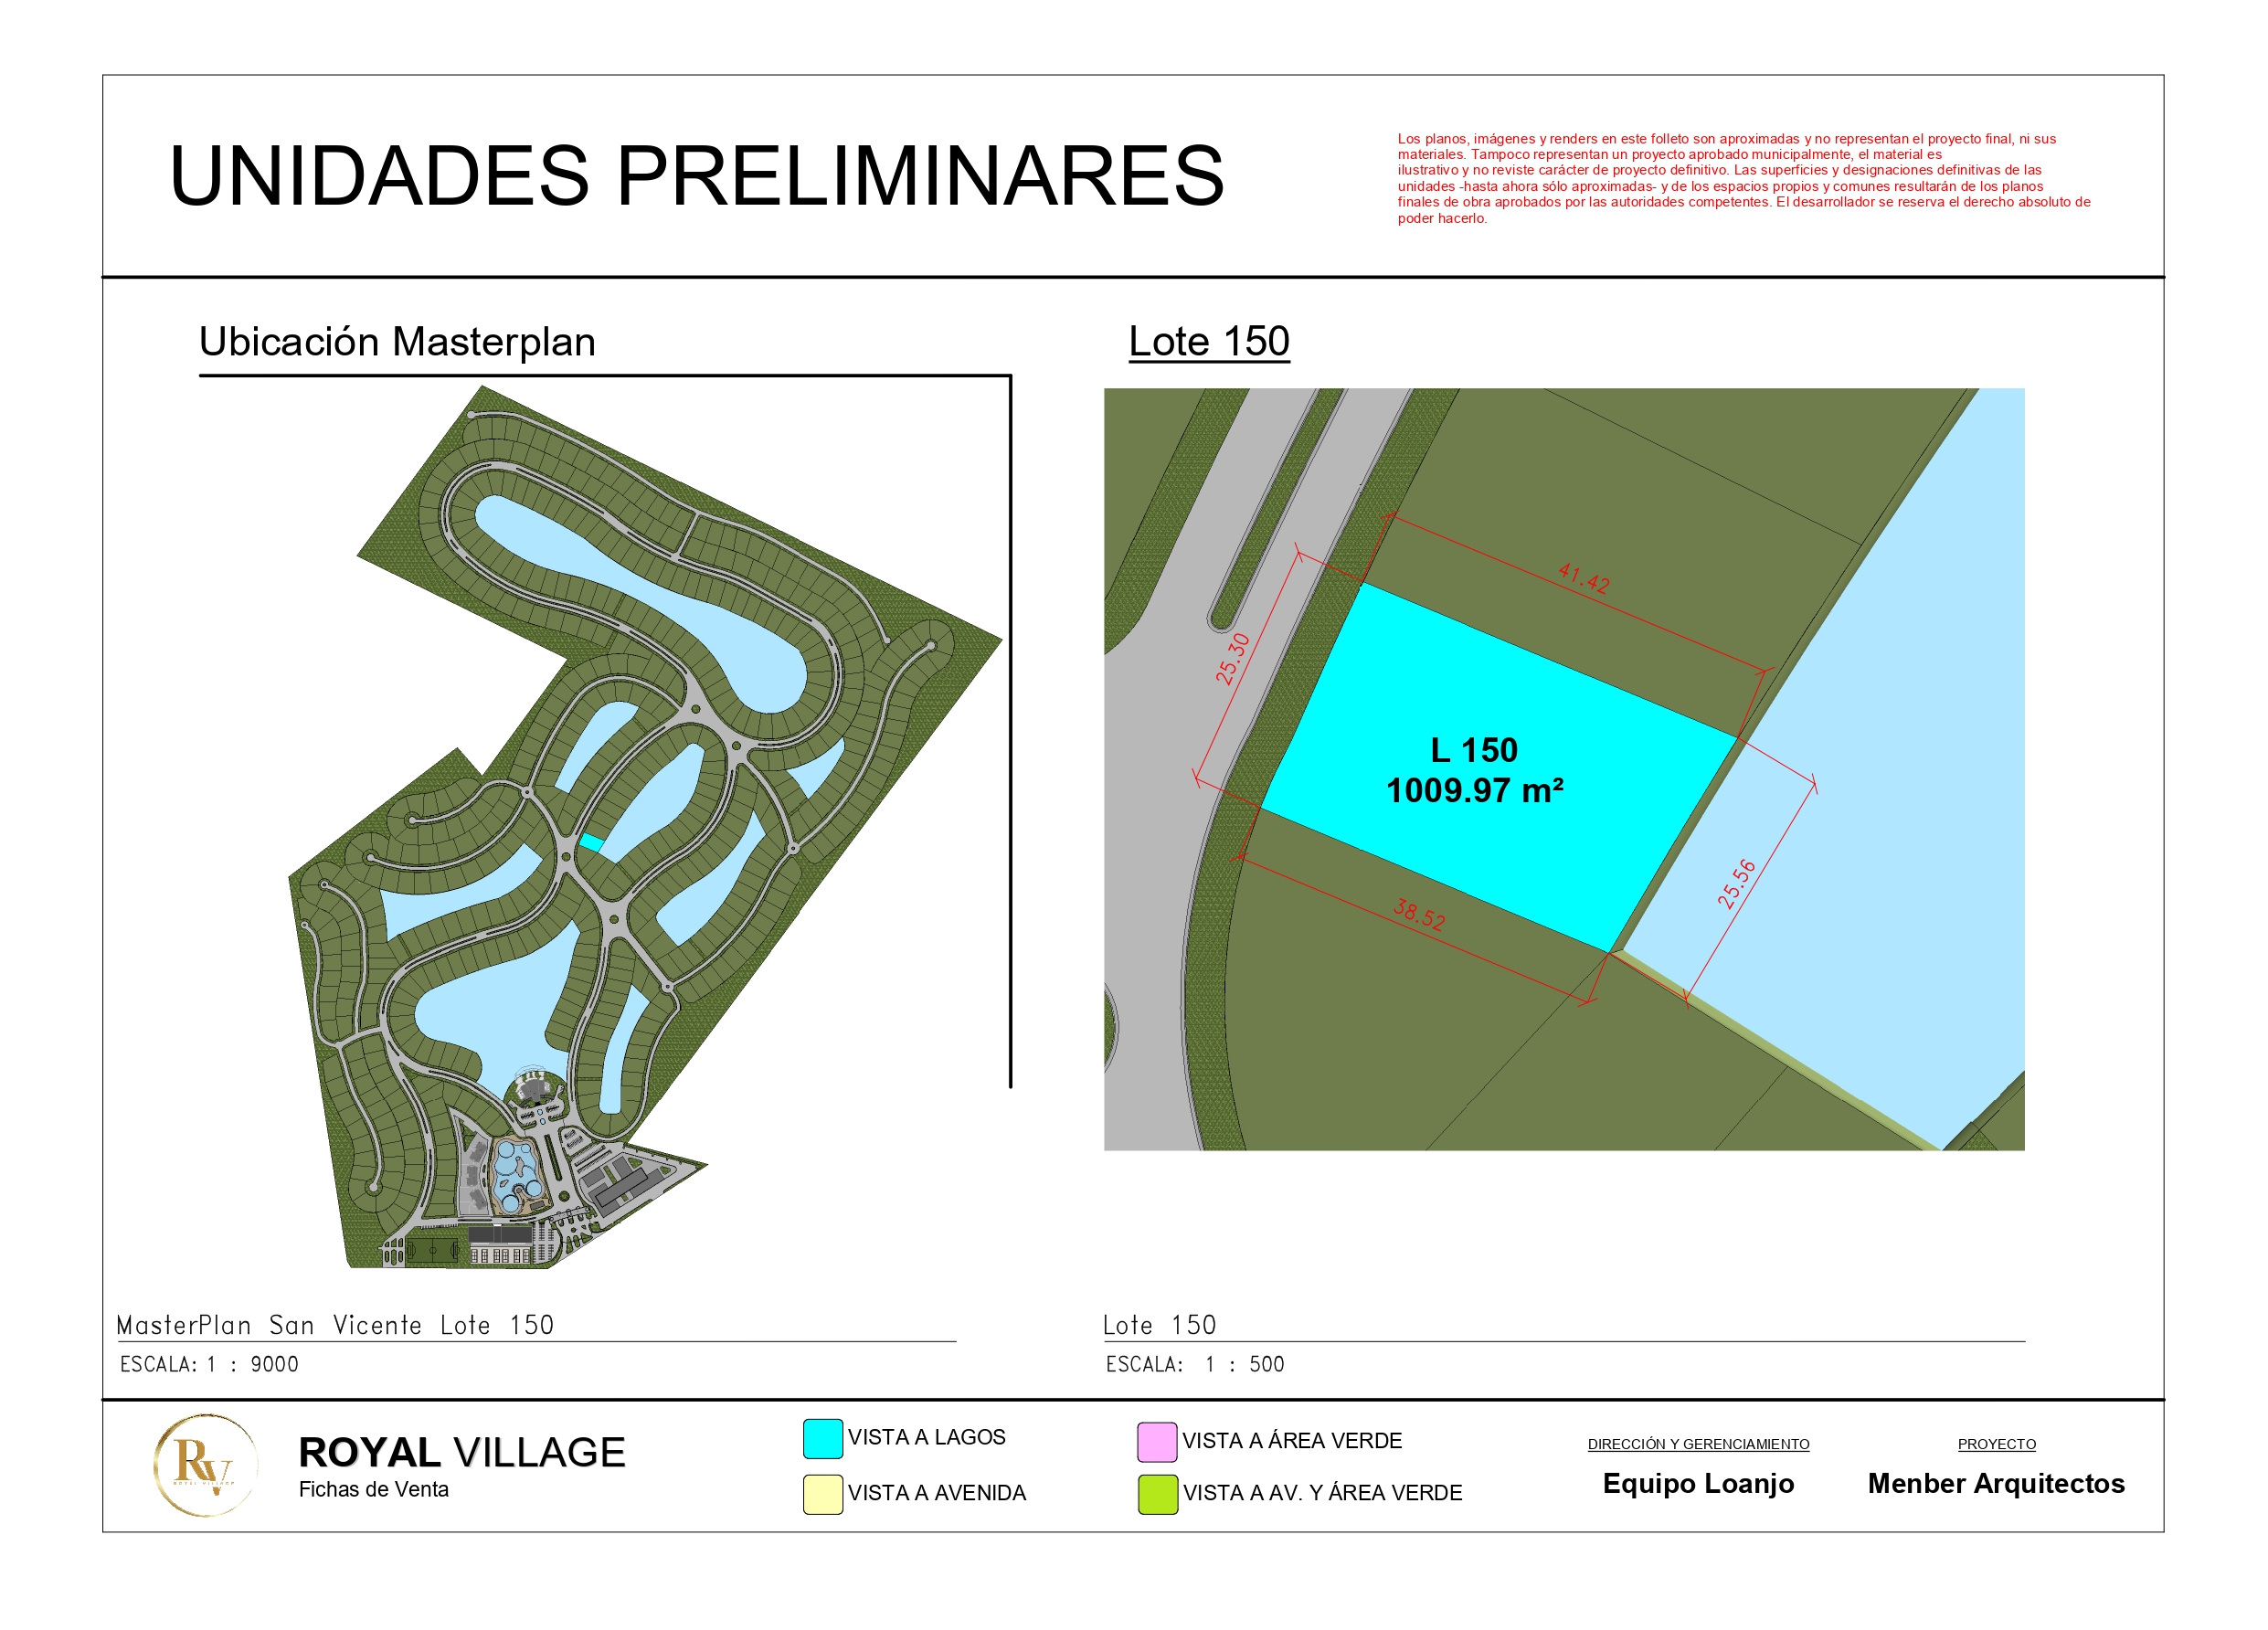 UNIDADES PRELIMINARES
Los planos, imágenes y renders en este folleto son aproximadas y no representan el proyecto final, ni sus
materiales. Tampoco representan un proyecto aprobado municipalmente, el material es
ilustrativo y no reviste carácter de proyecto definitivo. Las superficies y designaciones definitivas de las
unidades -hasta ahora sólo aproximadas- y de los espacios propios y comunes resultarán de los planos
finales de obra aprobados por las autoridades competentes. El desarrollador se reserva el derecho absoluto de
poder hacerlo.
Ubicación Masterplan
Lote 150
41.42
25.30
L 150
1009.97 m²
25.56
38.52
MasterPlan San Vicente Lote 150
ESCALA: 1 : 9000
Lote 150
ESCALA: 1 : 500
RV
ROYAL VILLAGE
ROYAL VILLAGE
Fichas de Venta
VISTA A LAGOS
VISTA A AVENIDA
VISTA A ÁREA VERDE
VISTA A AV. Y ÁREA VERDE
DIRECCIÓN Y GERENCIAMIENTO
Equipo Loanjo
PROYECTO
Menber Arquitectos